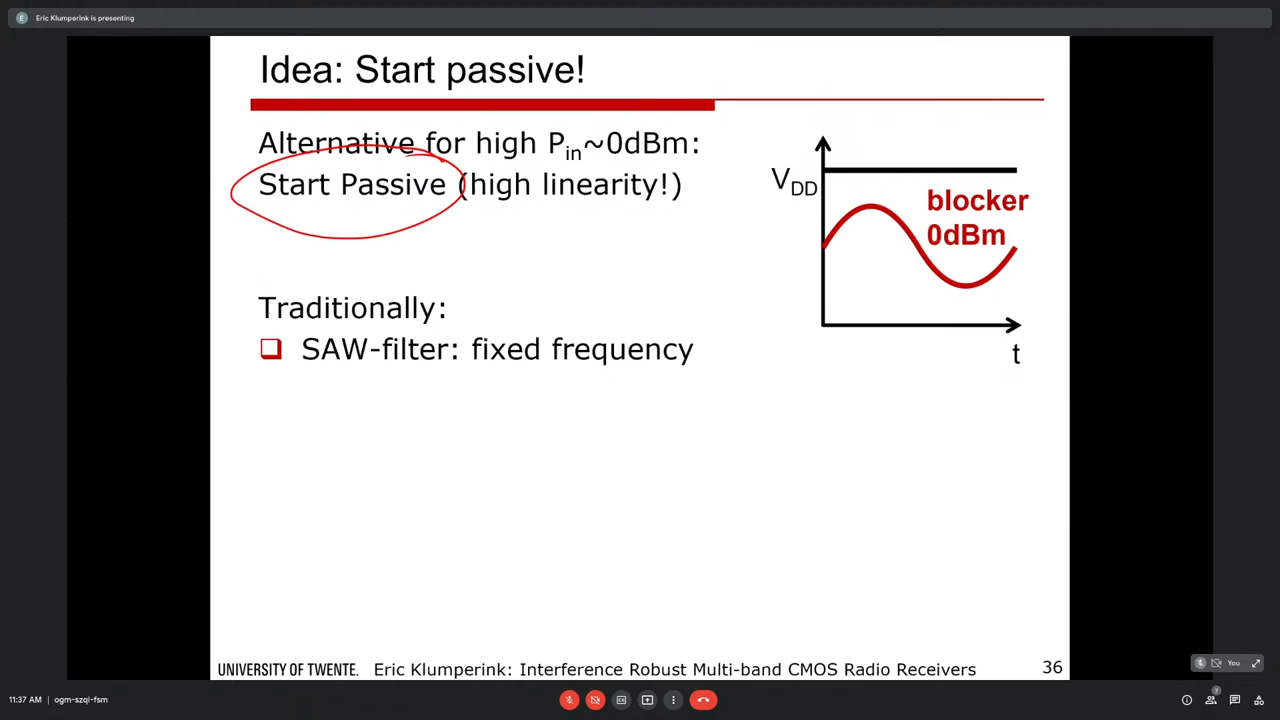 E Eric Klumperink is presenting
Idea: Start passive!
Alternative for high Pin~0dBm:
Start Passive (high linearity!)
VDD
blocker
0dBm
t
Traditionally:
SAW-filter: fixed frequency
UNIVERSITY OF TWENTE. Eric Klumperink: Interference Robust Multi-band CMOS Radio Receivers 36
You
11:37 AM | ogm-szqi-fsm
7